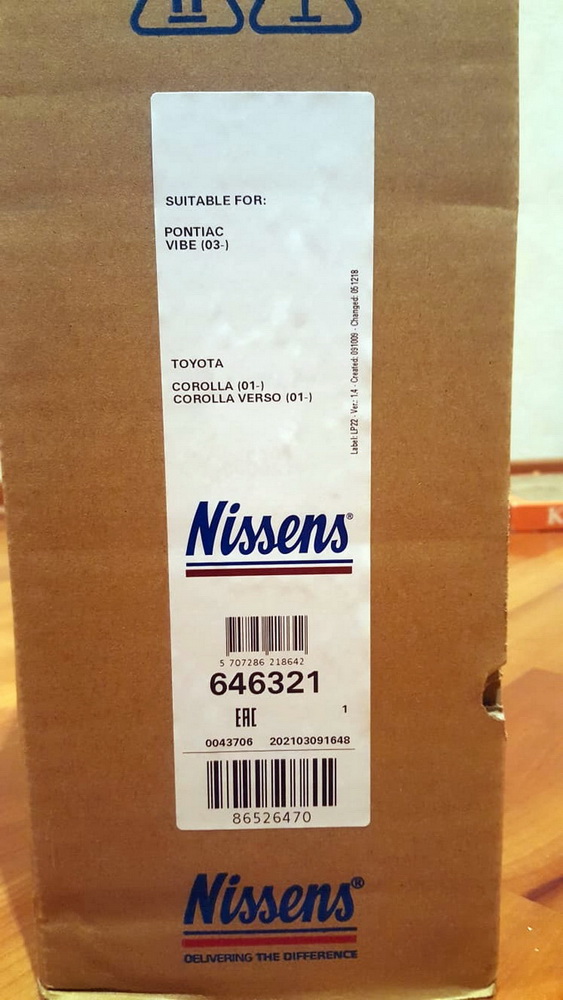 SUITABLE FOR:
PONTIAC
VIBE (03-)
Label: LP22 - Ver.: 1.4 - Created: 091009 - Changed: 051218
TOYOTA
COROLLA (01-)
COROLLA VERSO (01-)
Nissens®
5 707286 218642
646321
EAC
1
0043706 202103091648
86526470
Nissens®
DELIVERING THE DIFFERENCE
K